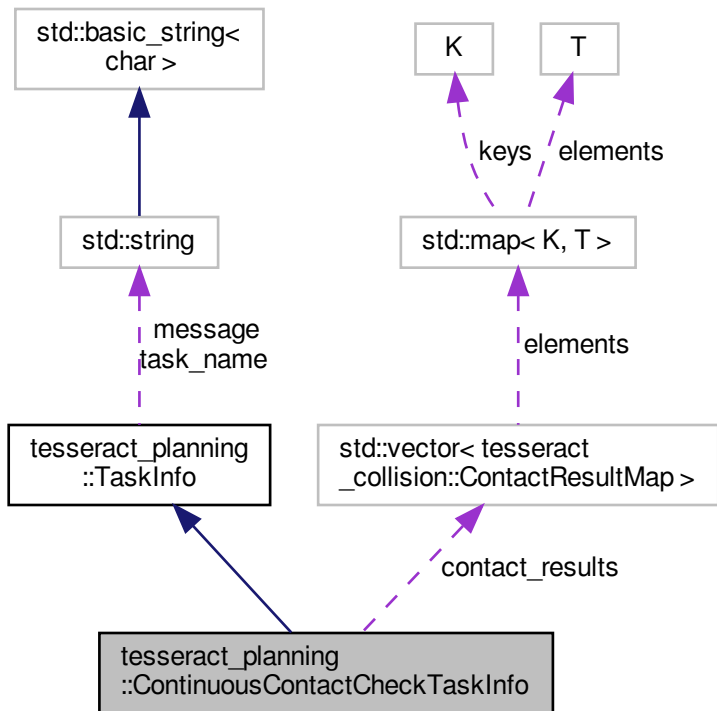 std::basic_string<
char >
K
T
keys
elements
std::string
std::map< K, T >
message
task_name
elements
tesseract_planning
::TaskInfo
std::vector< tesseract
_collision::ContactResultMap >
contact_results
tesseract_planning
::ContinuousContactCheckTaskInfo